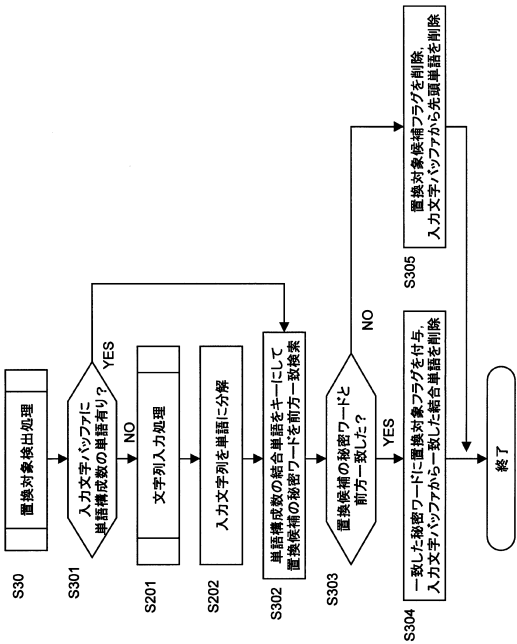 S30
置換対象検出処理
S301
入力文字バッファに
単語構成数の単語有り？
YES
NO
S201
文字列入力処理
S202
入力文字列を単語に分解
S302
単語構成数の結合単語をキーにして
置換候補の秘密ワードを前方一致検索
S303
置換候補の秘密ワードと
前方一致した？
NO
YES
S304
一致した秘密ワードに置換対象フラグを付与,
入力文字バッファから一致した結合単語を削除
S305
置換対象候補フラグを削除,
入力文字バッファから先頭単語を削除
終了